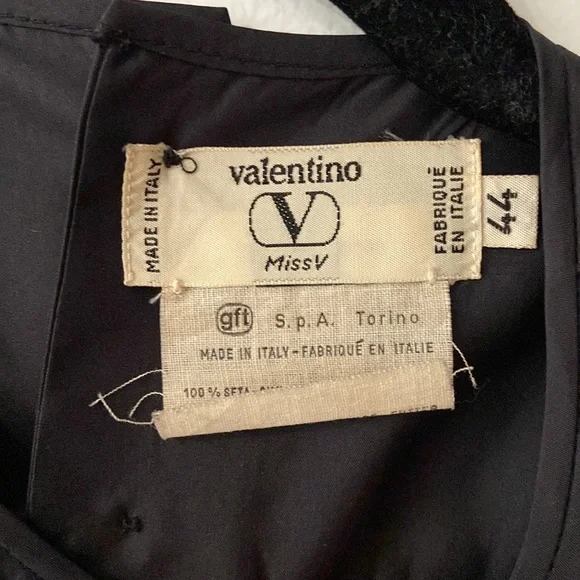 MADE IN ITALY
valentino
V
MissV
FABRIQUÉ
EN ITALIE
44
gft S.p.A. Torino
MADE IN ITALY-FABRIQUÉ EN ITALIE
100% SETA